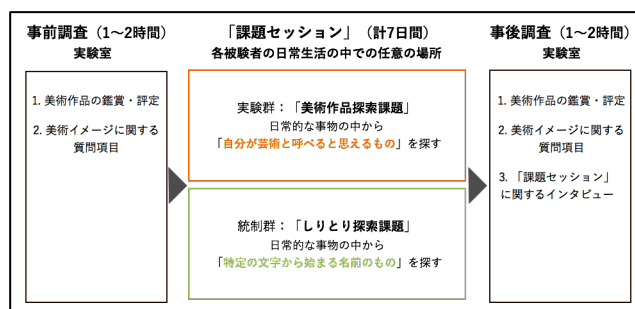 事前調査（1〜2時間）
実験室
1. 美術作品の鑑賞・評定
2. 美術イメージに関する
質問項目
「課題セッション」（計7日間）
各被験者の日常生活の中での任意の場所
実験群：「美術作品探索課題」
日常的な事物の中から
「自分が芸術と呼べると思えるもの」を探す
統制群：「しりとり探索課題」
日常的な事物の中から
「特定の文字から始まる名前のもの」を探す
事後調査（1〜2時間）
実験室
1. 美術作品の鑑賞・評定
2. 美術イメージに関する
質問項目
3. 「課題セッション」
に関するインタビュー